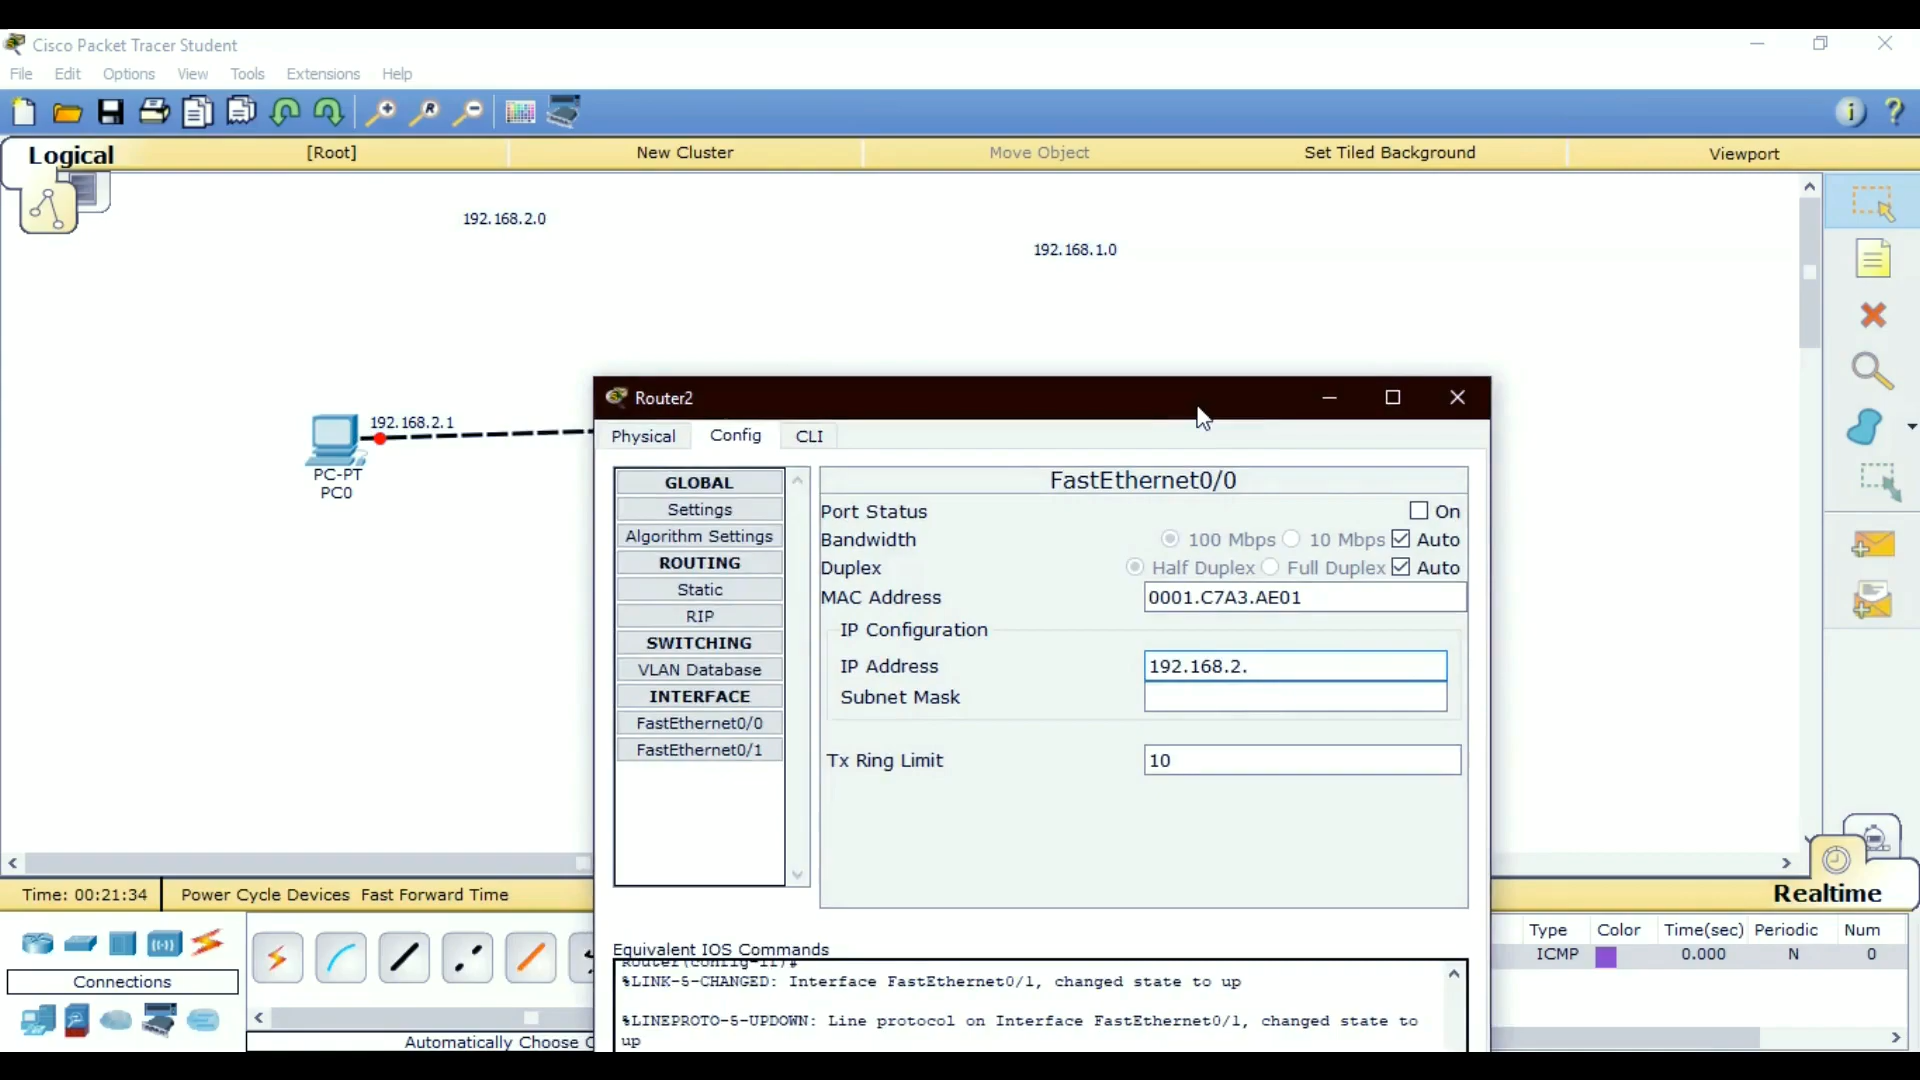 Cisco Packet Tracer Student
File Edit Options View Tools Extensions Help
Logical [Root] New Cluster Move Object Set Tiled Background Viewport
192.168.2.0
192.168.1.0
192.168.2.1
PC-PT
PC0
Router2
Physical Config CLI
GLOBAL
Settings
Algorithm Settings
ROUTING
Static
RIP
SWITCHING
VLAN Database
INTERFACE
FastEthernet0/0
FastEthernet0/1
FastEthernet0/0
Port Status On
Bandwidth 100 Mbps 10 Mbps Auto
Duplex Half Duplex Full Duplex Auto
MAC Address 0001.C7A3.AE01
IP Configuration
IP Address 192.168.2.
Subnet Mask
Tx Ring Limit 10
Equivalent IOS Commands
Router(config-if)#
%LINK-5-CHANGED: Interface FastEthernet0/1, changed state to up
%LINEPROTO-5-UPDOWN: Line protocol on Interface FastEthernet0/1, changed state to
up
Time: 00:21:34 Power Cycle Devices Fast Forward Time
Realtime
Connections
Automatically Choose C
Type Color Time(sec) Periodic Num
ICMP 0.000 N 0